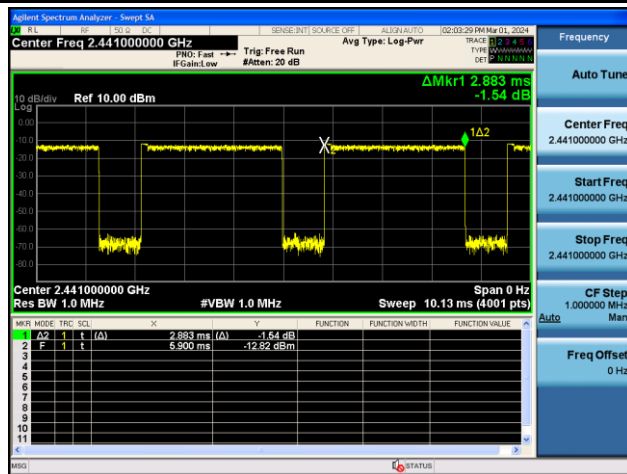 Agilent Spectrum Analyzer - Swept SA
RL RF 50 Ω DC SENSE:INT SOURCE OFF ALIGN AUTO 02:03:29 PM Mar 01, 2024
Center Freq 2.441000000 GHz
PNO: Fast
IFGain:Low
Trig: Free Run
#Atten: 20 dB
Avg Type: Log-Pwr
TRACE 1 2 3 4 5 6
TYPE
DET P N N N N N
ΔMkr1 2.883 ms
-1.54 dB
10 dB/div Ref 10.00 dBm
Log
0.00
-10.0
-20.0
-30.0
-40.0
-50.0
-60.0
-70.0
-80.0
2
1Δ2
Center 2.441000000 GHz Span 0 Hz
Res BW 1.0 MHz #VBW 1.0 MHz Sweep 10.13 ms (4001 pts)
MKR MODE TRC SCL X Y FUNCTION FUNCTION WIDTH FUNCTION VALUE
1 Δ2 1 t (Δ) 2.883 ms (Δ) -1.54 dB
2 F 1 t 5.900 ms -12.82 dBm
3
4
5
6
7
8
9
10
11
MSG STATUS
Frequency
Auto Tune
Center Freq
2.441000000 GHz
Start Freq
2.441000000 GHz
Stop Freq
2.441000000 GHz
CF Step
1.000000 MHz
Auto Man
Freq Offset
0 Hz